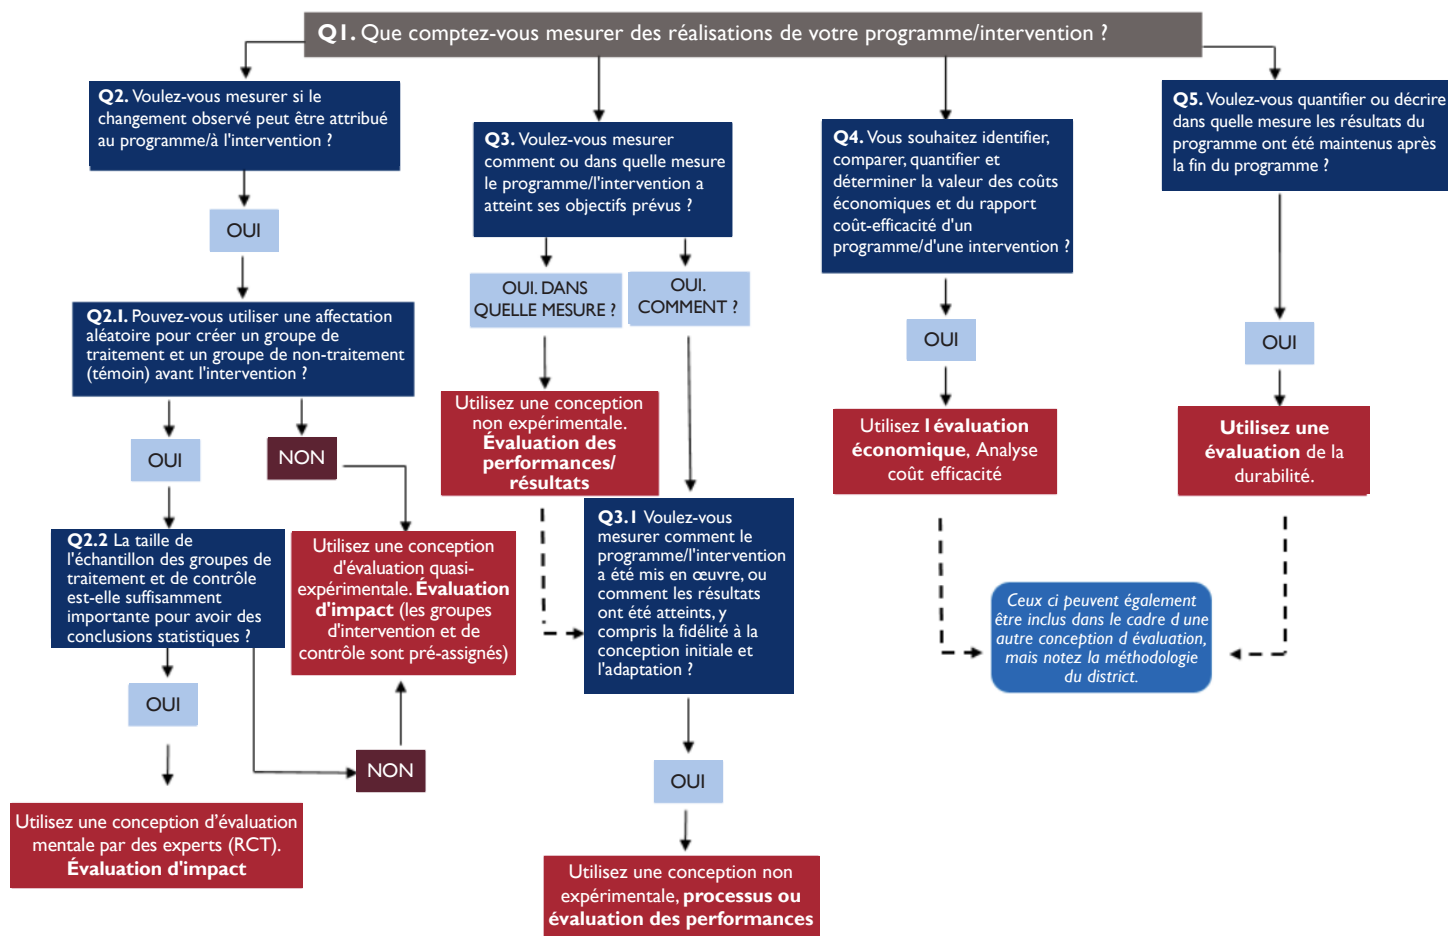 Q1. Que comptez-vous mesurer des réalisations de votre programme/intervention ?
Q2. Voulez-vous mesurer si le
changement observé peut être attribué
au programme/à l'intervention ?
OUI
Q2.1. Pouvez-vous utiliser une affectation
aléatoire pour créer un groupe de
traitement et un groupe de non-traitement
(témoin) avant l'intervention ?
OUI
NON
Q2.2 La taille de
l'échantillon des groupes de
traitement et de contrôle
est-elle suffisamment
importante pour avoir des
conclusions statistiques ?
OUI
NON
Utilisez une conception
d'évaluation quasi-
expérimentale. Évaluation
d'impact (les groupes
d'intervention et de
contrôle sont pré-assignés)
Utilisez une conception d'évaluation
mentale par des experts (RCT).
Évaluation d'impact
Q3. Voulez-vous mesurer
comment ou dans quelle mesure
le programme/l'intervention a
atteint ses objectifs prévus ?
OUI. DANS
QUELLE MESURE ?
OUI.
COMMENT ?
Utilisez une conception
non expérimentale.
Évaluation des
performances/
résultats
Q3.1 Voulez-vous
mesurer comment le
programme/l'intervention
a été mis en œuvre, ou
comment les résultats
ont été atteints, y
compris la fidélité à la
conception initiale et
l'adaptation ?
OUI
Utilisez une conception non
expérimentale, processus ou
évaluation des performances
Q4. Vous souhaitez identifier,
comparer, quantifier et
déterminer la valeur des coûts
économiques et du rapport
coût-efficacité d'un
programme/d'une intervention ?
OUI
Utilisez l évaluation
économique, Analyse
coût efficacité
Q5. Voulez-vous quantifier ou décrire
dans quelle mesure les résultats du
programme ont été maintenus après
la fin du programme ?
OUI
Utilisez une
évaluation de la
durabilité.
Ceux ci peuvent également
être inclus dans le cadre d une
autre conception d évaluation,
mais notez la méthodologie
du district.